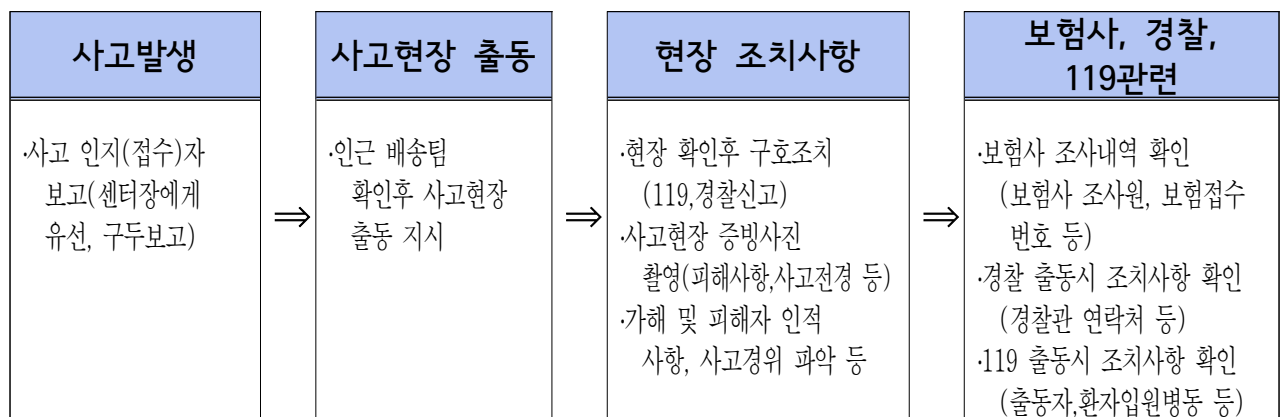 사고발생
·사고 인지(접수)자
보고(센터장에게
유선, 구두보고)
⇒
사고현장 출동
·인근 배송팀
확인후 사고현장
출동 지시
⇒
현장 조치사항
·현장 확인후 구호조치
(119,경찰신고)
·사고현장 증빙사진
촬영(피해사항,사고전경 등)
·가해 및 피해자 인적
사항, 사고경위 파악 등
⇒
보험사, 경찰,
119관련
·보험사 조사내역 확인
(보험사 조사원, 보험접수
번호 등)
·경찰 출동시 조치사항 확인
(경찰관 연락처 등)
·119 출동시 조치사항 확인
(출동자,환자입원병동 등)